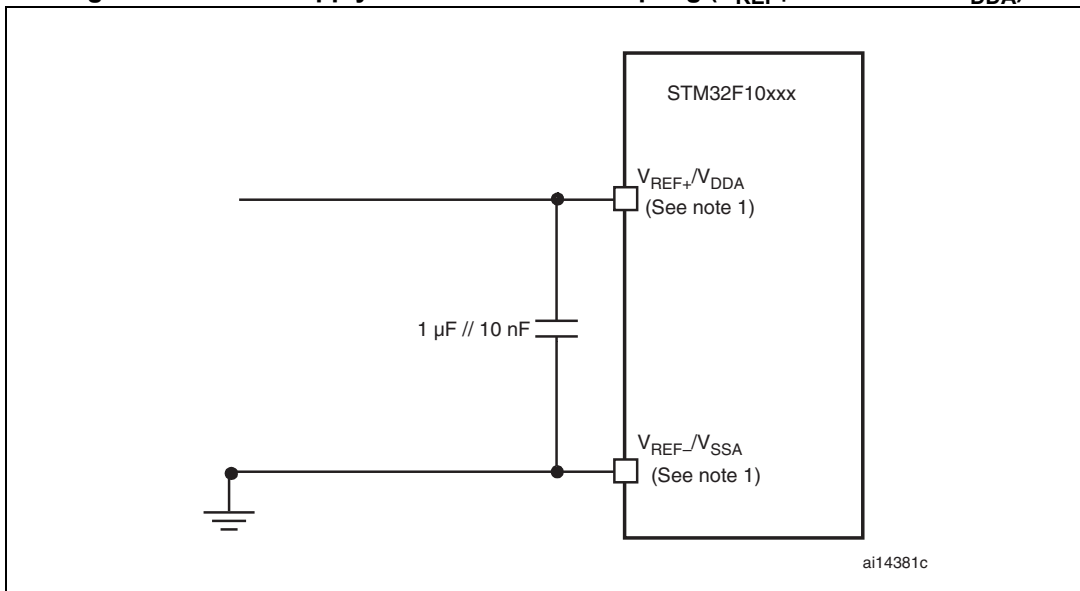 STM32F10xxx
VREF+/VDDA
(See note 1)
1 µF // 10 nF
VREF–/VSSA
(See note 1)
ai14381c